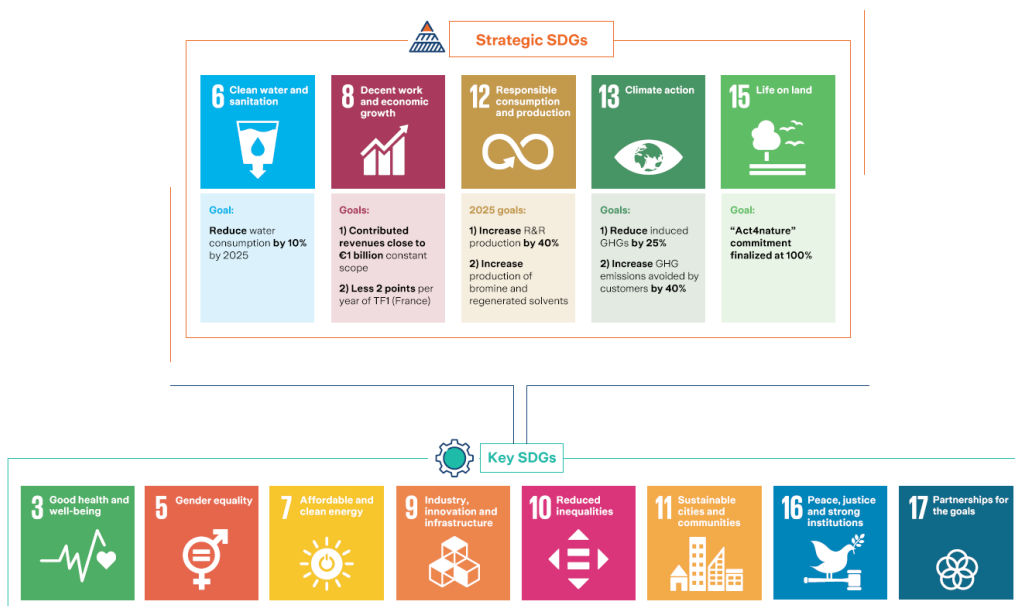 Strategic SDGs
6 Clean water and
sanitation
8 Decent work
and economic
growth
12 Responsible
consumption
and production
13 Climate action
15 Life on land
Goal:
Reduce water
consumption by 10%
by 2025
Goals:
1) Contributed
revenues close to
€1 billion constant
scope
2) Less 2 points per
year of TF1 (France)
2025 goals:
1) Increase R&R
production by 40%
2) Increase
production of
bromine and
regenerated solvents
Goals:
1) Reduce induced
GHGs by 25%
2) Increase GHG
emissions avoided by
customers by 40%
Goal:
“Act4nature”
commitment
finalized at 100%
Key SDGs
3 Good health and
well-being
5 Gender equality
7 Affordable and
clean energy
9 Industry,
innovation and
infrastructure
10 Reduced
inequalities
11 Sustainable
cities and
communities
16 Peace, justice
and strong
institutions
17 Partnerships for
the goals